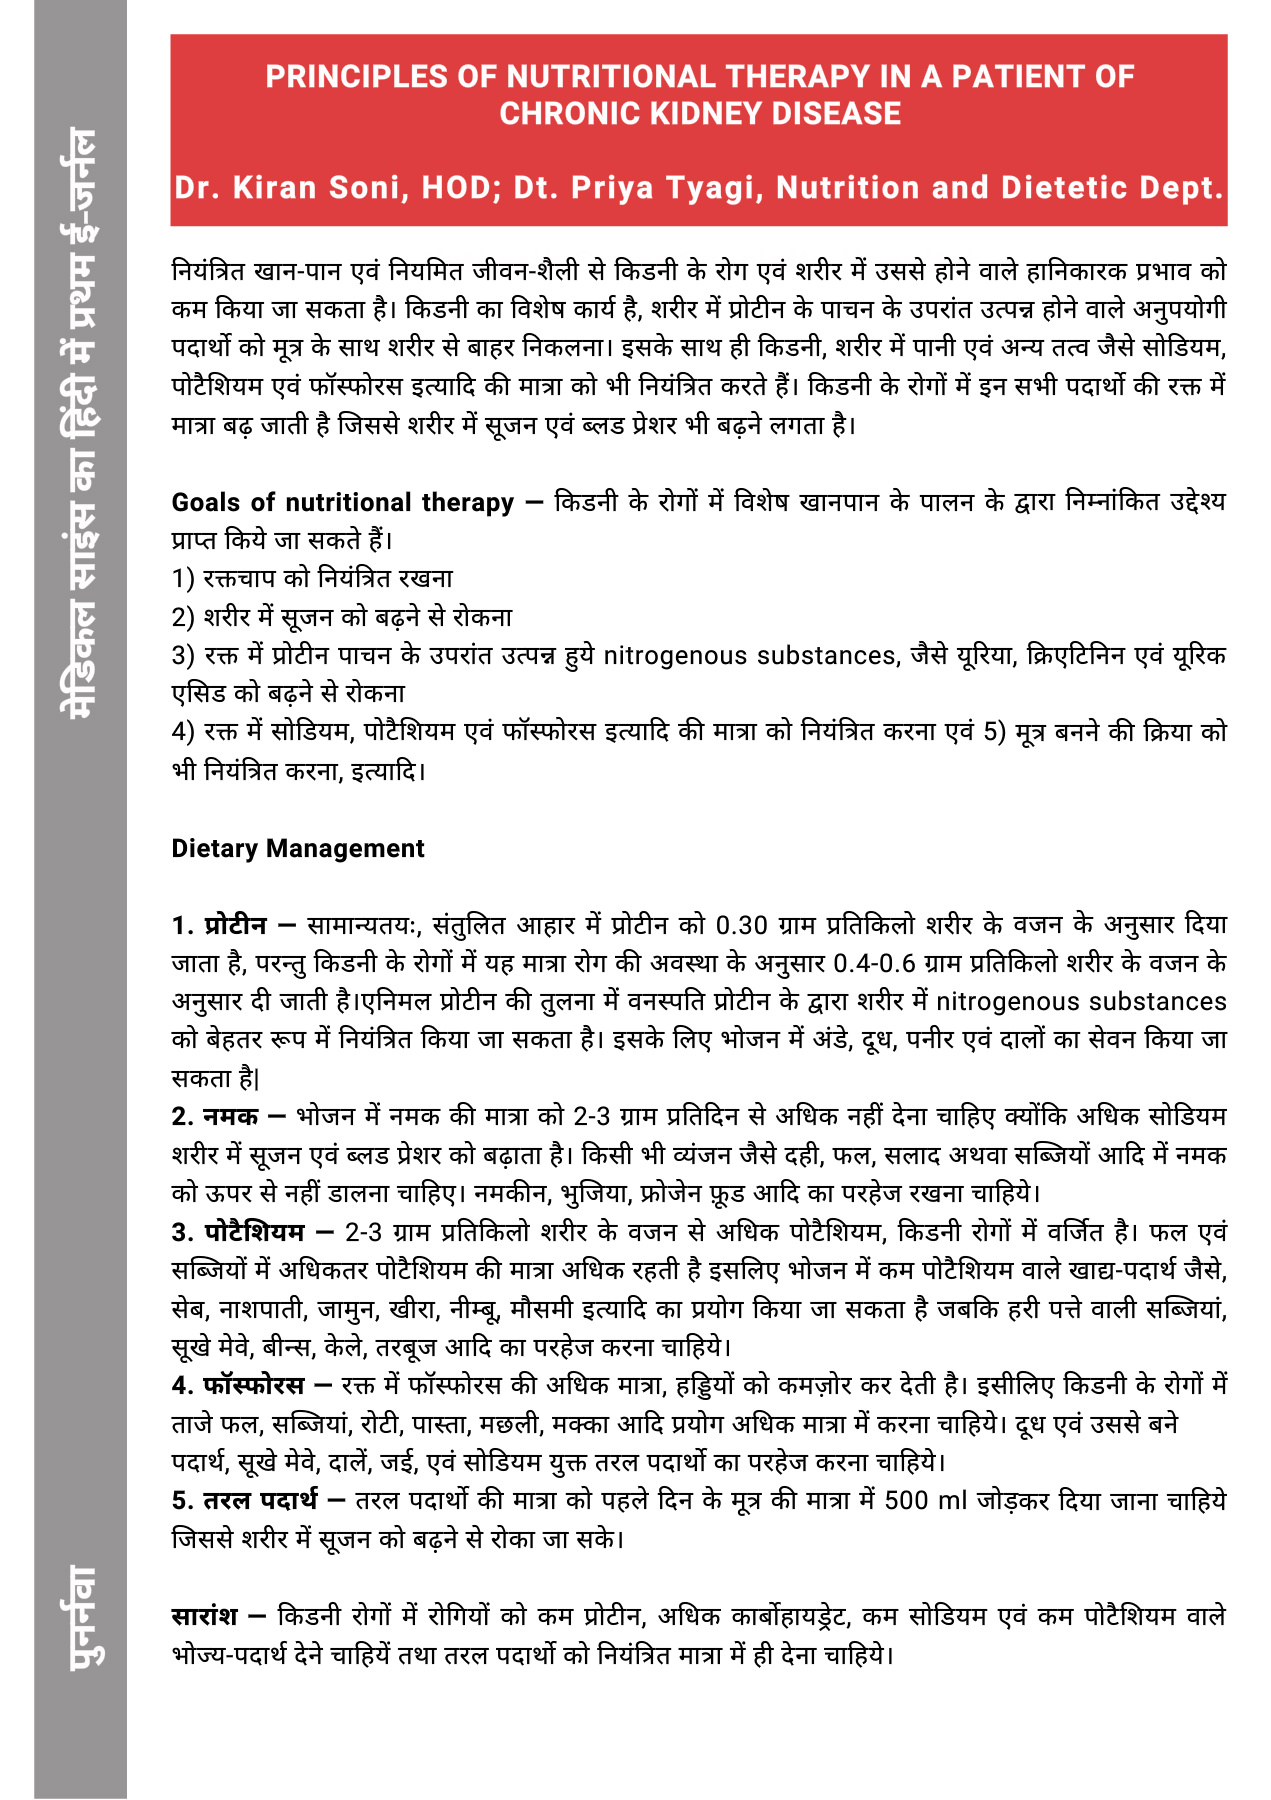 PRINCIPLES OF NUTRITIONAL THERAPY IN A PATIENT OF
CHRONIC KIDNEY DISEASE
Dr. Kiran Soni, HOD; Dt. Priya Tyagi, Nutrition and Dietetic Dept.
मेडिकल साइंस का हिंदी में प्रथम ई-जर्नल
पुनर्नवा
नियंत्रित खान-पान एवं नियमित जीवन-शैली से किडनी के रोग एवं शरीर में उससे होने वाले हानिकारक प्रभाव को
कम किया जा सकता है। किडनी का विशेष कार्य है, शरीर में प्रोटीन के पाचन के उपरांत उत्पन्न होने वाले अनुपयोगी
पदार्थो को मूत्र के साथ शरीर से बाहर निकलना। इसके साथ ही किडनी, शरीर में पानी एवं अन्य तत्व जैसे सोडियम,
पोटैशियम एवं फॉस्फोरस इत्यादि की मात्रा को भी नियंत्रित करते हैं। किडनी के रोगों में इन सभी पदार्थो की रक्त में
मात्रा बढ़ जाती है जिससे शरीर में सूजन एवं ब्लड प्रेशर भी बढ़ने लगता है।
Goals of nutritional therapy – किडनी के रोगों में विशेष खानपान के पालन के द्वारा निम्नांकित उद्देश्य
प्राप्त किये जा सकते हैं।
1) रक्तचाप को नियंत्रित रखना
2) शरीर में सूजन को बढ़ने से रोकना
3) रक्त में प्रोटीन पाचन के उपरांत उत्पन्न हुये nitrogenous substances, जैसे यूरिया, क्रिएटिनिन एवं यूरिक
एसिड को बढ़ने से रोकना
4) रक्त में सोडियम, पोटैशियम एवं फॉस्फोरस इत्यादि की मात्रा को नियंत्रित करना एवं 5) मूत्र बनने की क्रिया को
भी नियंत्रित करना, इत्यादि।
Dietary Management
1. प्रोटीन – सामान्यतयः, संतुलित आहार में प्रोटीन को 0.30 ग्राम प्रतिकिलो शरीर के वजन के अनुसार दिया
जाता है, परन्तु किडनी के रोगों में यह मात्रा रोग की अवस्था के अनुसार 0.4-0.6 ग्राम प्रतिकिलो शरीर के वजन के
अनुसार दी जाती है।एनिमल प्रोटीन की तुलना में वनस्पति प्रोटीन के द्वारा शरीर में nitrogenous substances
को बेहतर रूप में नियंत्रित किया जा सकता है। इसके लिए भोजन में अंडे, दूध, पनीर एवं दालों का सेवन किया जा
सकता है|
2. नमक – भोजन में नमक की मात्रा को 2-3 ग्राम प्रतिदिन से अधिक नहीं देना चाहिए क्योंकि अधिक सोडियम
शरीर में सूजन एवं ब्लड प्रेशर को बढ़ाता है। किसी भी व्यंजन जैसे दही, फल, सलाद अथवा सब्जियों आदि में नमक
को ऊपर से नहीं डालना चाहिए। नमकीन, भुजिया, फ्रोजेन फ़ूड आदि का परहेज रखना चाहिये।
3. पोटैशियम – 2-3 ग्राम प्रतिकिलो शरीर के वजन से अधिक पोटैशियम, किडनी रोगों में वर्जित है। फल एवं
सब्जियों में अधिकतर पोटैशियम की मात्रा अधिक रहती है इसलिए भोजन में कम पोटैशियम वाले खाद्य-पदार्थ जैसे,
सेब, नाशपाती, जामुन, खीरा, नीम्बू, मौसमी इत्यादि का प्रयोग किया जा सकता है जबकि हरी पत्ते वाली सब्जियां,
सूखे मेवे, बीन्स, केले, तरबूज आदि का परहेज करना चाहिये।
4. फॉस्फोरस – रक्त में फॉस्फोरस की अधिक मात्रा, हड्डियों को कमज़ोर कर देती है। इसीलिए किडनी के रोगों में
ताजे फल, सब्जियां, रोटी, पास्ता, मछली, मक्का आदि प्रयोग अधिक मात्रा में करना चाहिये। दूध एवं उससे बने
पदार्थ, सूखे मेवे, दालें, जई, एवं सोडियम युक्त तरल पदार्थो का परहेज करना चाहिये।
5. तरल पदार्थ – तरल पदार्थो की मात्रा को पहले दिन के मूत्र की मात्रा में 500 ml जोड़कर दिया जाना चाहिये
जिससे शरीर में सूजन को बढ़ने से रोका जा सके।
सारांश – किडनी रोगों में रोगियों को कम प्रोटीन, अधिक कार्बोहायड्रेट, कम सोडियम एवं कम पोटैशियम वाले
भोज्य-पदार्थ देने चाहियें तथा तरल पदार्थो को नियंत्रित मात्रा में ही देना चाहिये।